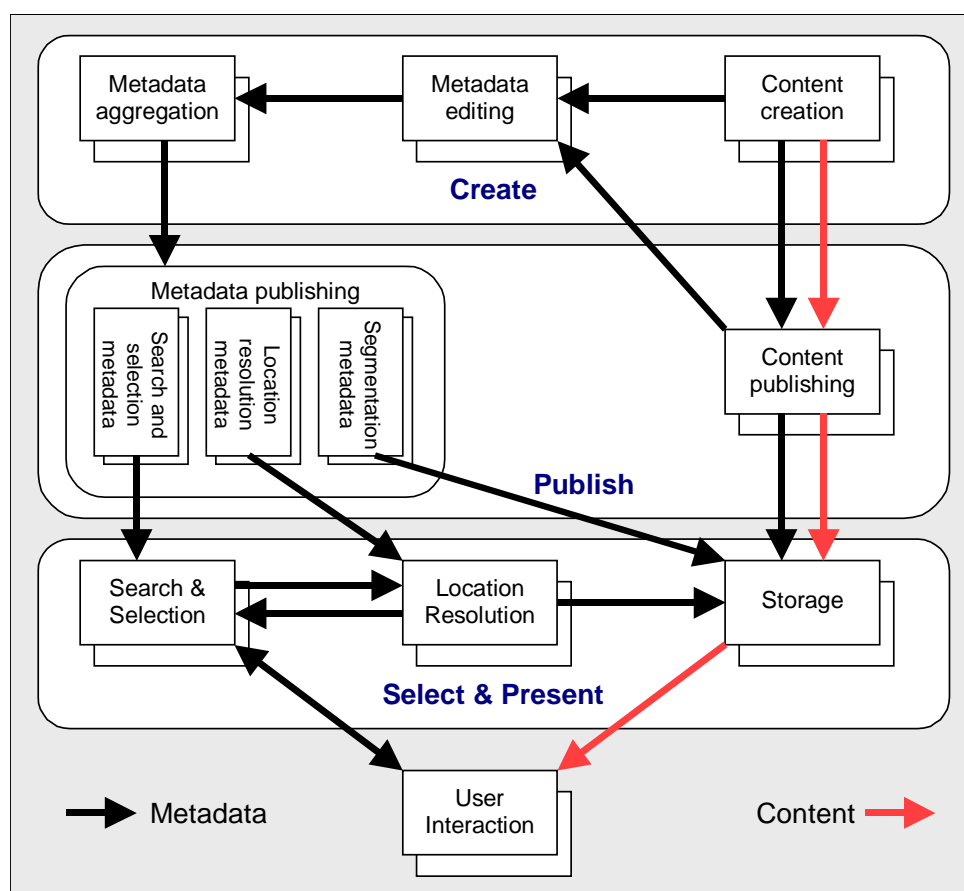 Metadata
aggregation
Metadata
editing
Content
creation
Create
Metadata publishing
Search and
selection
metadata
Location
resolution
metadata
Segmentation
metadata
Content
publishing
Publish
Search &
Selection
Location
Resolution
Storage
Select & Present
User
Interaction
Metadata
Content